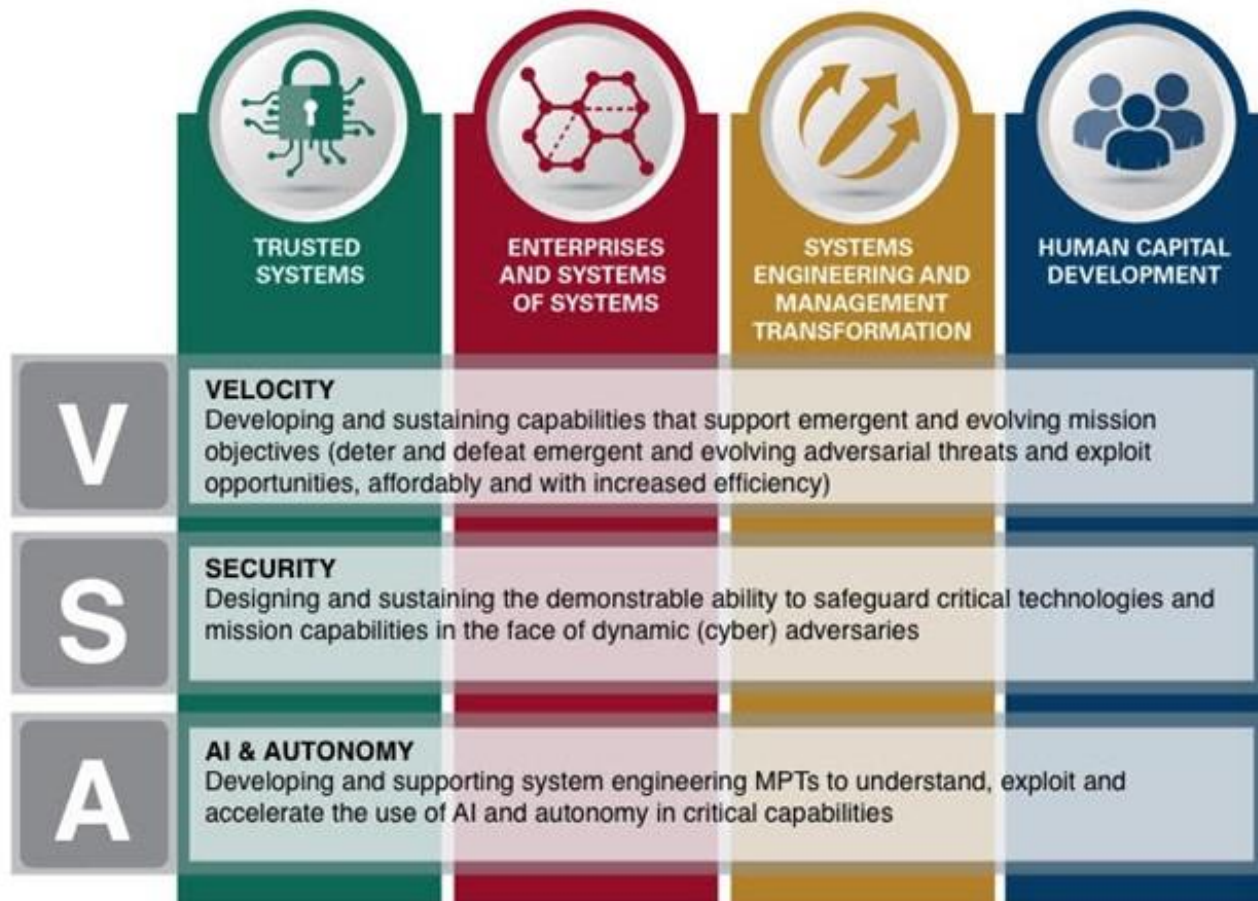 TRUSTED
SYSTEMS
ENTERPRISES
AND SYSTEMS
OF SYSTEMS
SYSTEMS
ENGINEERING AND
MANAGEMENT
TRANSFORMATION
HUMAN CAPITAL
DEVELOPMENT
V
VELOCITY
Developing and sustaining capabilities that support emergent and evolving mission
objectives (deter and defeat emergent and evolving adversarial threats and exploit
opportunities, affordably and with increased efficiency)
S
SECURITY
Designing and sustaining the demonstrable ability to safeguard critical technologies and
mission capabilities in the face of dynamic (cyber) adversaries
A
AI & AUTONOMY
Developing and supporting system engineering MPTs to understand, exploit and
accelerate the use of AI and autonomy in critical capabilities